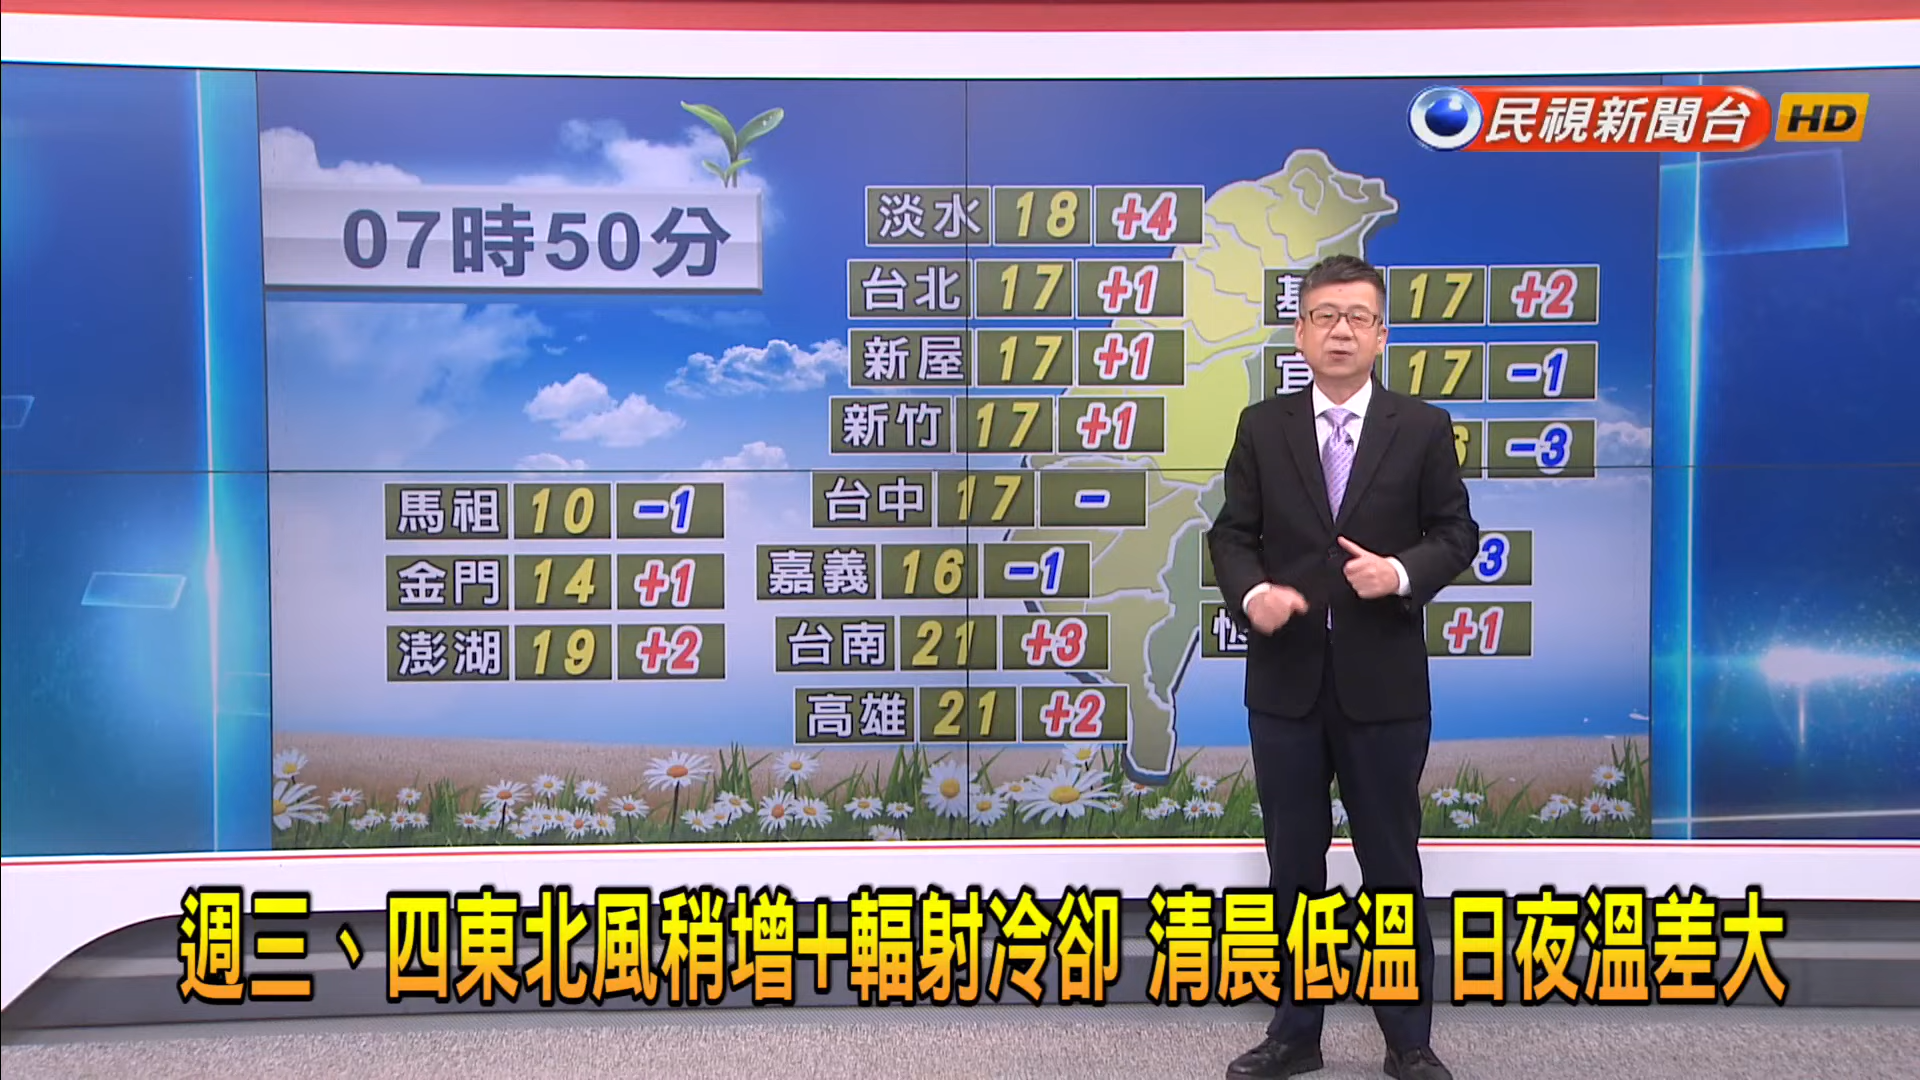 民視新聞台 HD
07時50分
淡水 18 +4
台北 17 +1
新屋 17 +1
新竹 17 +1
台中 17 -
嘉義 16 -1
台南 21 +3
高雄 21 +2
馬祖 10 -1
金門 14 +1
澎湖 19 +2
基 17 +2
宜 17 -1
-3
3
恆 +1
週三、四東北風稍增+輻射冷卻 清晨低溫 日夜溫差大